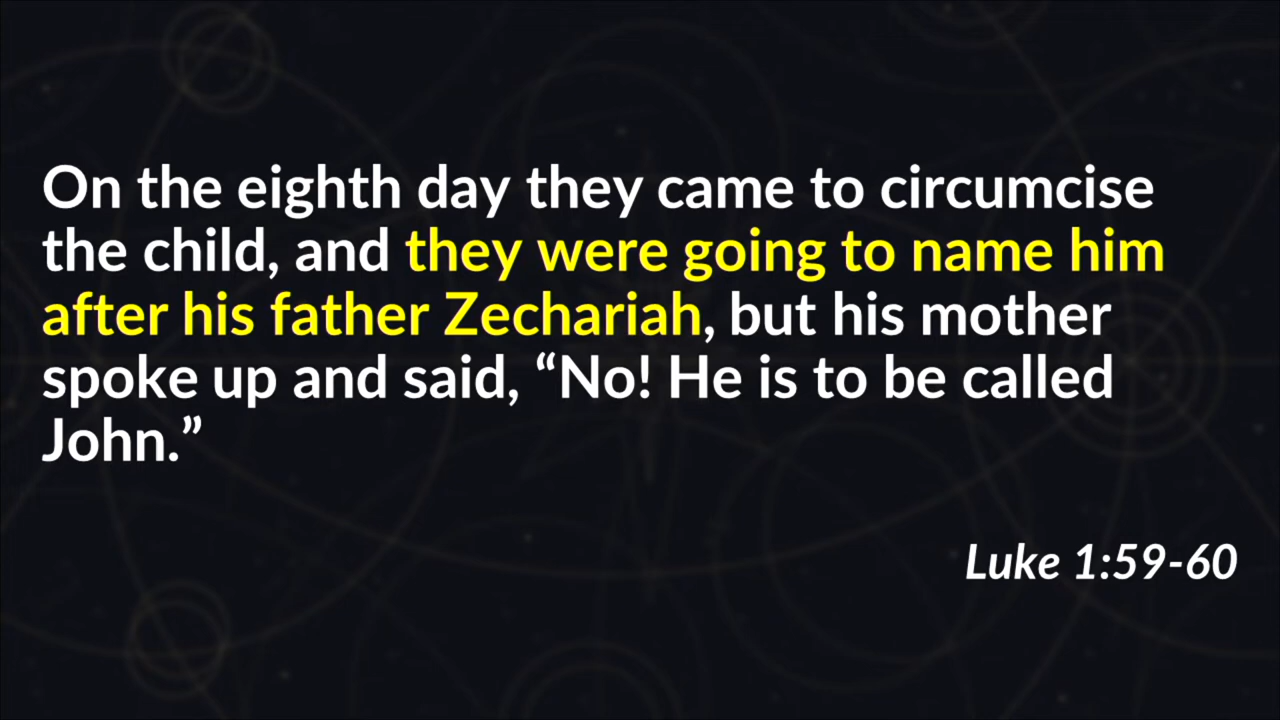 On the eighth day they came to circumcise
the child, and they were going to name him
after his father Zechariah, but his mother
spoke up and said, “No! He is to be called
John.”
Luke 1:59-60